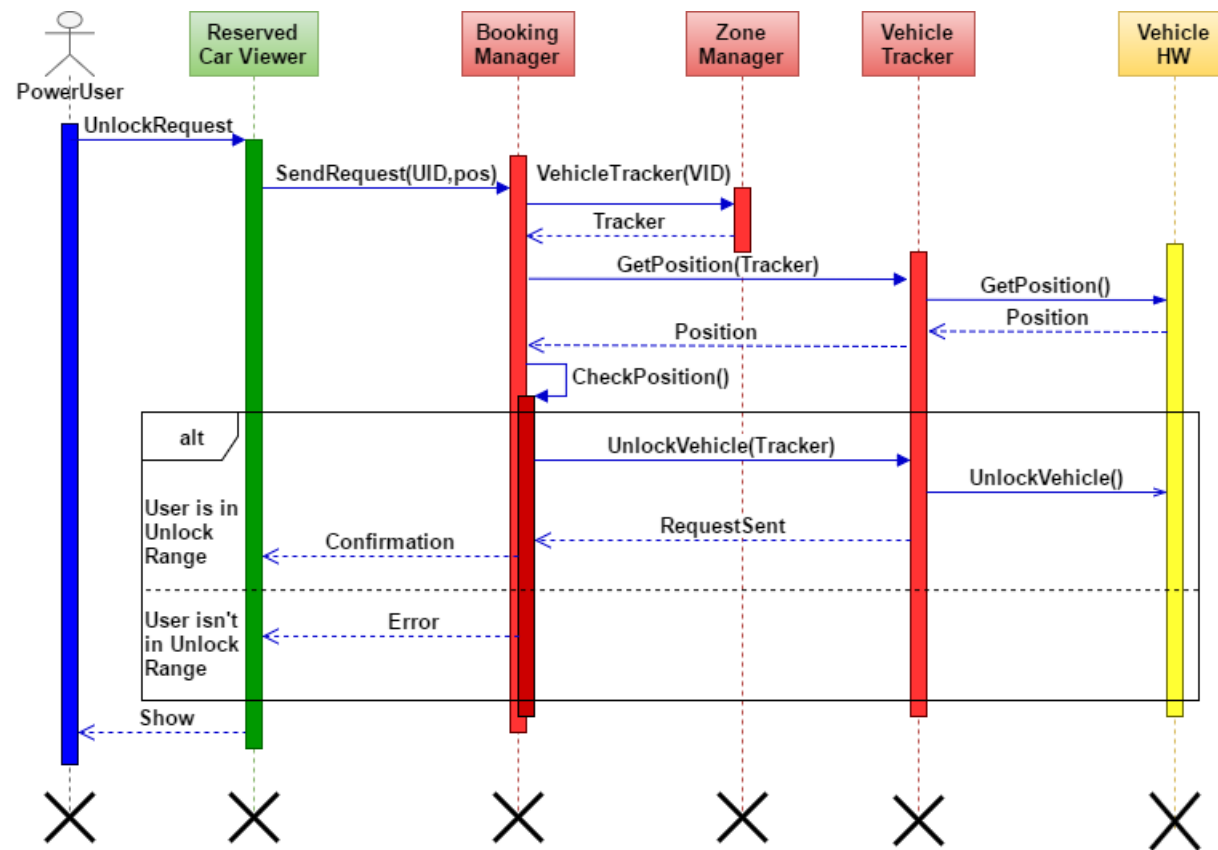 PowerUser
Reserved
Car Viewer
Booking
Manager
Zone
Manager
Vehicle
Tracker
Vehicle
HW
UnlockRequest
SendRequest(UID,pos)
VehicleTracker(VID)
Tracker
GetPosition(Tracker)
GetPosition()
Position
Position
CheckPosition()
alt
UnlockVehicle(Tracker)
UnlockVehicle()
User is in
Unlock
Range
RequestSent
Confirmation
User isn't
in Unlock
Range
Error
Show